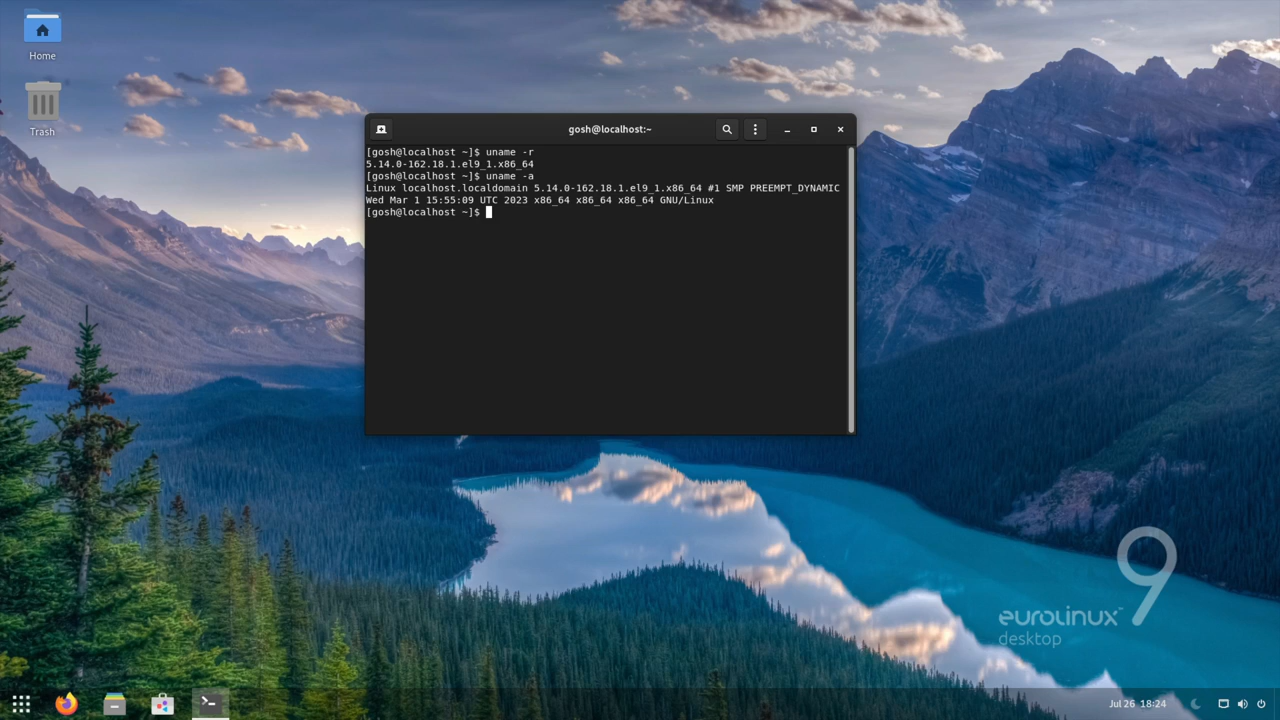 Home
Trash
gosh@localhost:~
[gosh@localhost ~]$ uname -r
5.14.0-162.18.1.el9_1.x86_64
[gosh@localhost ~]$ uname -a
Linux localhost.localdomain 5.14.0-162.18.1.el9_1.x86_64 #1 SMP PREEMPT_DYNAMIC
Wed Mar 1 15:55:09 UTC 2023 x86_64 x86_64 x86_64 GNU/Linux
[gosh@localhost ~]$
eurolinux™ 9
desktop
Jul 26 18:24